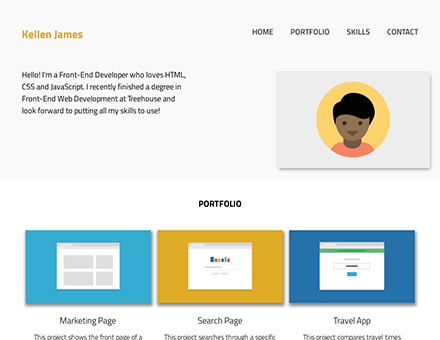 Kellen James
HOME PORTFOLIO SKILLS CONTACT
Hello! I'm a Front-End Developer who loves HTML,
CSS and JavaScript. I recently finished a degree in
Front-End Web Development at Treehouse and
look forward to putting all my skills to use!
PORTFOLIO
Marketing Page Search Page Travel App
This project shows the front page of a This project searches through a specific This project compares travel times